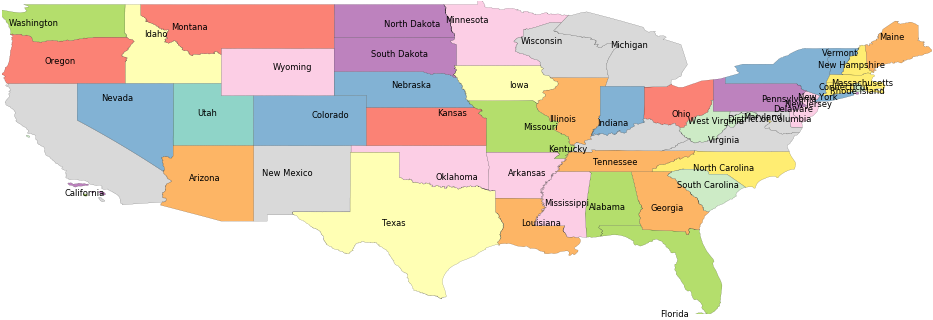 Washington
Idaho
Montana
North Dakota
Minnesota
Wisconsin
Michigan
Maine
Vermont
New Hampshire
Oregon
Wyoming
South Dakota
Massachusetts
Connecticut
Rhode Island
New York
Pennsylvania
New Jersey
Nevada
Utah
Colorado
Nebraska
Kansas
Iowa
Missouri
Illinois
Indiana
Ohio
Delaware
Maryland
District of Columbia
West Virginia
Virginia
Kentucky
Tennessee
North Carolina
South Carolina
California
Arizona
New Mexico
Oklahoma
Arkansas
Mississippi
Alabama
Georgia
Texas
Louisiana
Florida